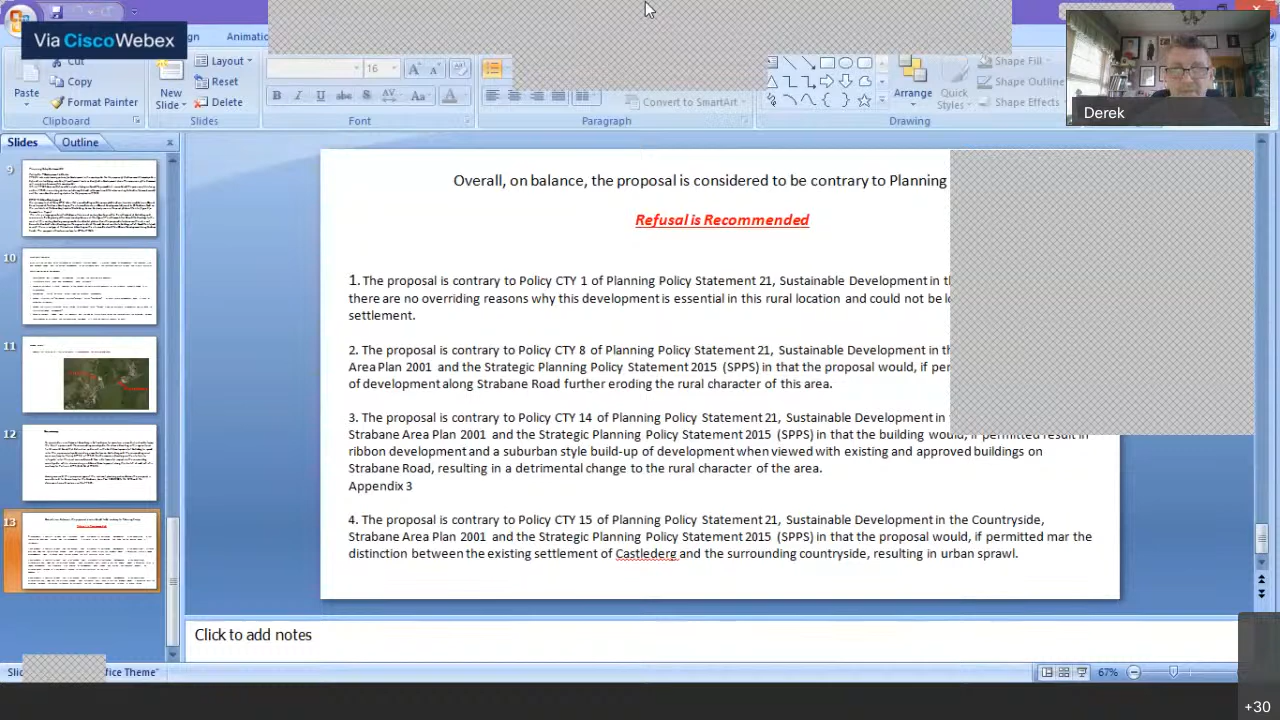 Via Cisco Webex
gn
Animatio
Cut
Copy
Paste
Format Painter
Clipboard
New
Slide
Layout
Reset
Delete
Slides
16
B I U abc S AV Aa A
Font
Convert to SmartArt
Paragraph
Arrange
Quick
Styles
Shape Fill
Shape Outline
Shape Effects
Drawing
Derek
Slides
Outline
9
10
11
12
13
Overall, on balance, the proposal is considered to be contrary to Planning
Refusal is Recommended
1. The proposal is contrary to Policy CTY 1 of Planning Policy Statement 21, Sustainable Development in t
there are no overriding reasons why this development is essential in this rural location and could not be lo
settlement.
2. The proposal is contrary to Policy CTY 8 of Planning Policy Statement 21, Sustainable Development in th
Area Plan 2001 and the Strategic Planning Policy Statement 2015 (SPPS) in that the proposal would, if per
of development along Strabane Road further eroding the rural character of this area.
3. The proposal is contrary to Policy CTY 14 of Planning Policy Statement 21, Sustainable Development in
Strabane Area Plan 2001 and the Strategic Planning Policy Statement 2015 (SPPS) in that the building would, if permitted result in
ribbon development and a suburban style build-up of development when viewed with existing and approved buildings on
Strabane Road, resulting in a detrimental change to the rural character of the area.
Appendix 3
4. The proposal is contrary to Policy CTY 15 of Planning Policy Statement 21, Sustainable Development in the Countryside,
Strabane Area Plan 2001 and the Strategic Planning Policy Statement 2015 (SPPS) in that the proposal would, if permitted mar the
distinction between the existing settlement of Castlederg and the surrounding countryside, resulting in urban sprawl.
Click to add notes
Slid
fice Theme"
67%
+30